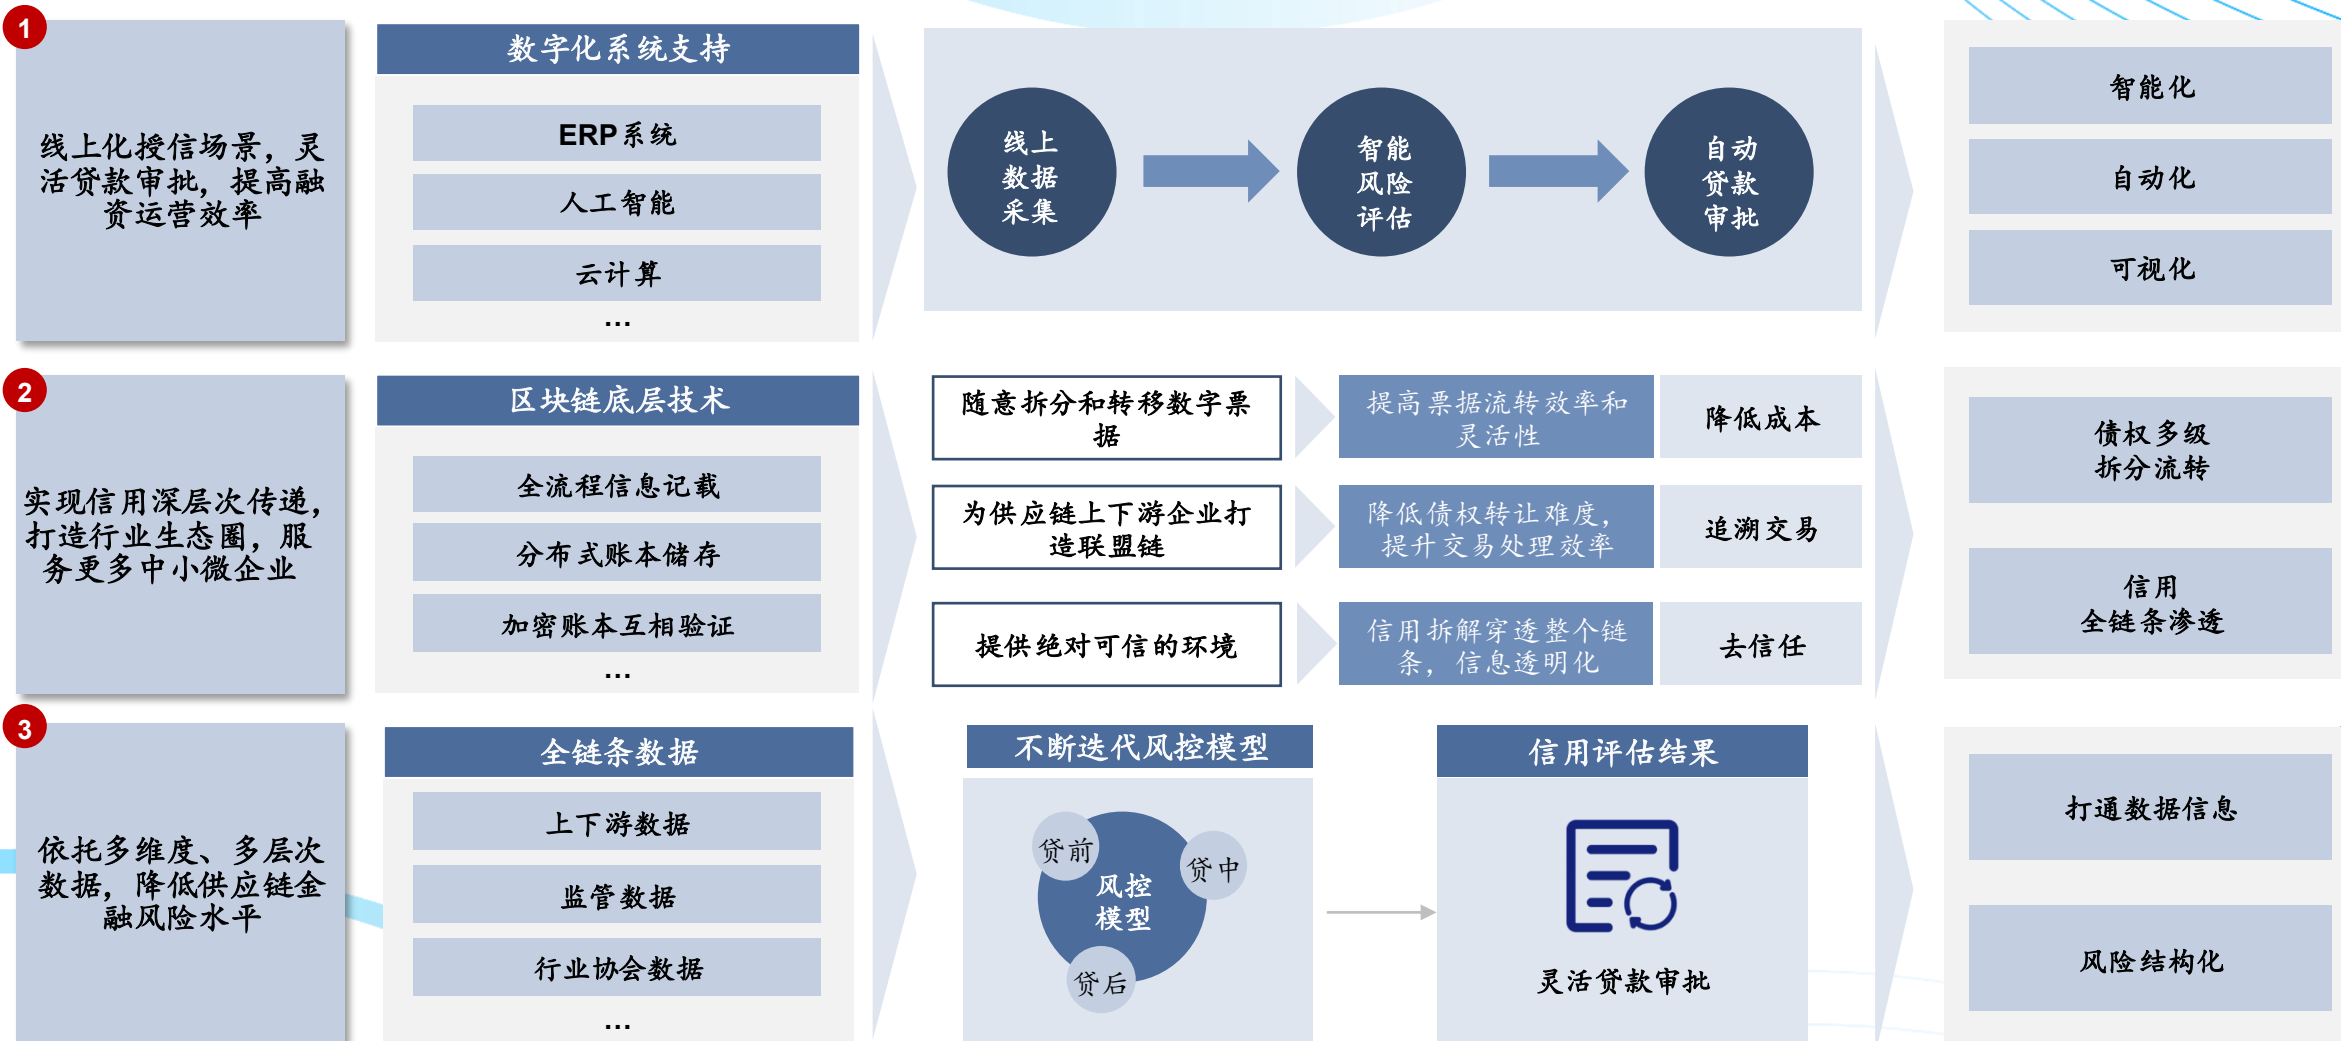 1
线上化授信场景，灵
活贷款审批，提高融
资运营效率
数字化系统支持
ERP系统
人工智能
云计算
...
线上
数据
采集
智能
风险
评估
自动
贷款
审批
智能化
自动化
可视化
2
实现信用深层次传递，
打造行业生态圈，服
务更多中小微企业
区块链底层技术
全流程信息记载
分布式账本储存
加密账本互相验证
...
随意拆分和转移数字票
据
提高票据流转效率和
灵活性
降低成本
为供应链上下游企业打
造联盟链
降低债权转让难度，
提升交易处理效率
追溯交易
提供绝对可信的环境
信用拆解穿透整个链
条，信息透明化
去信任
债权多级
拆分流转
信用
全链条渗透
3
依托多维度、多层次
数据，降低供应链金
融风险水平
全链条数据
上下游数据
监管数据
行业协会数据
...
不断迭代风控模型
贷前
贷中
风控
模型
贷后
信用评估结果
灵活贷款审批
打通数据信息
风险结构化